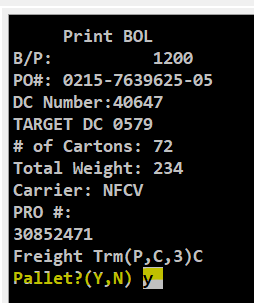 Print BOL
B/P: 1200
PO#: 0215-7639625-05
DC Number:40647
TARGET DC 0579
# of Cartons: 72
Total Weight: 234
Carrier: NFCV
PRO #:
30852471
Freight Trm(P,C,3)C
Pallet?(Y,N) y